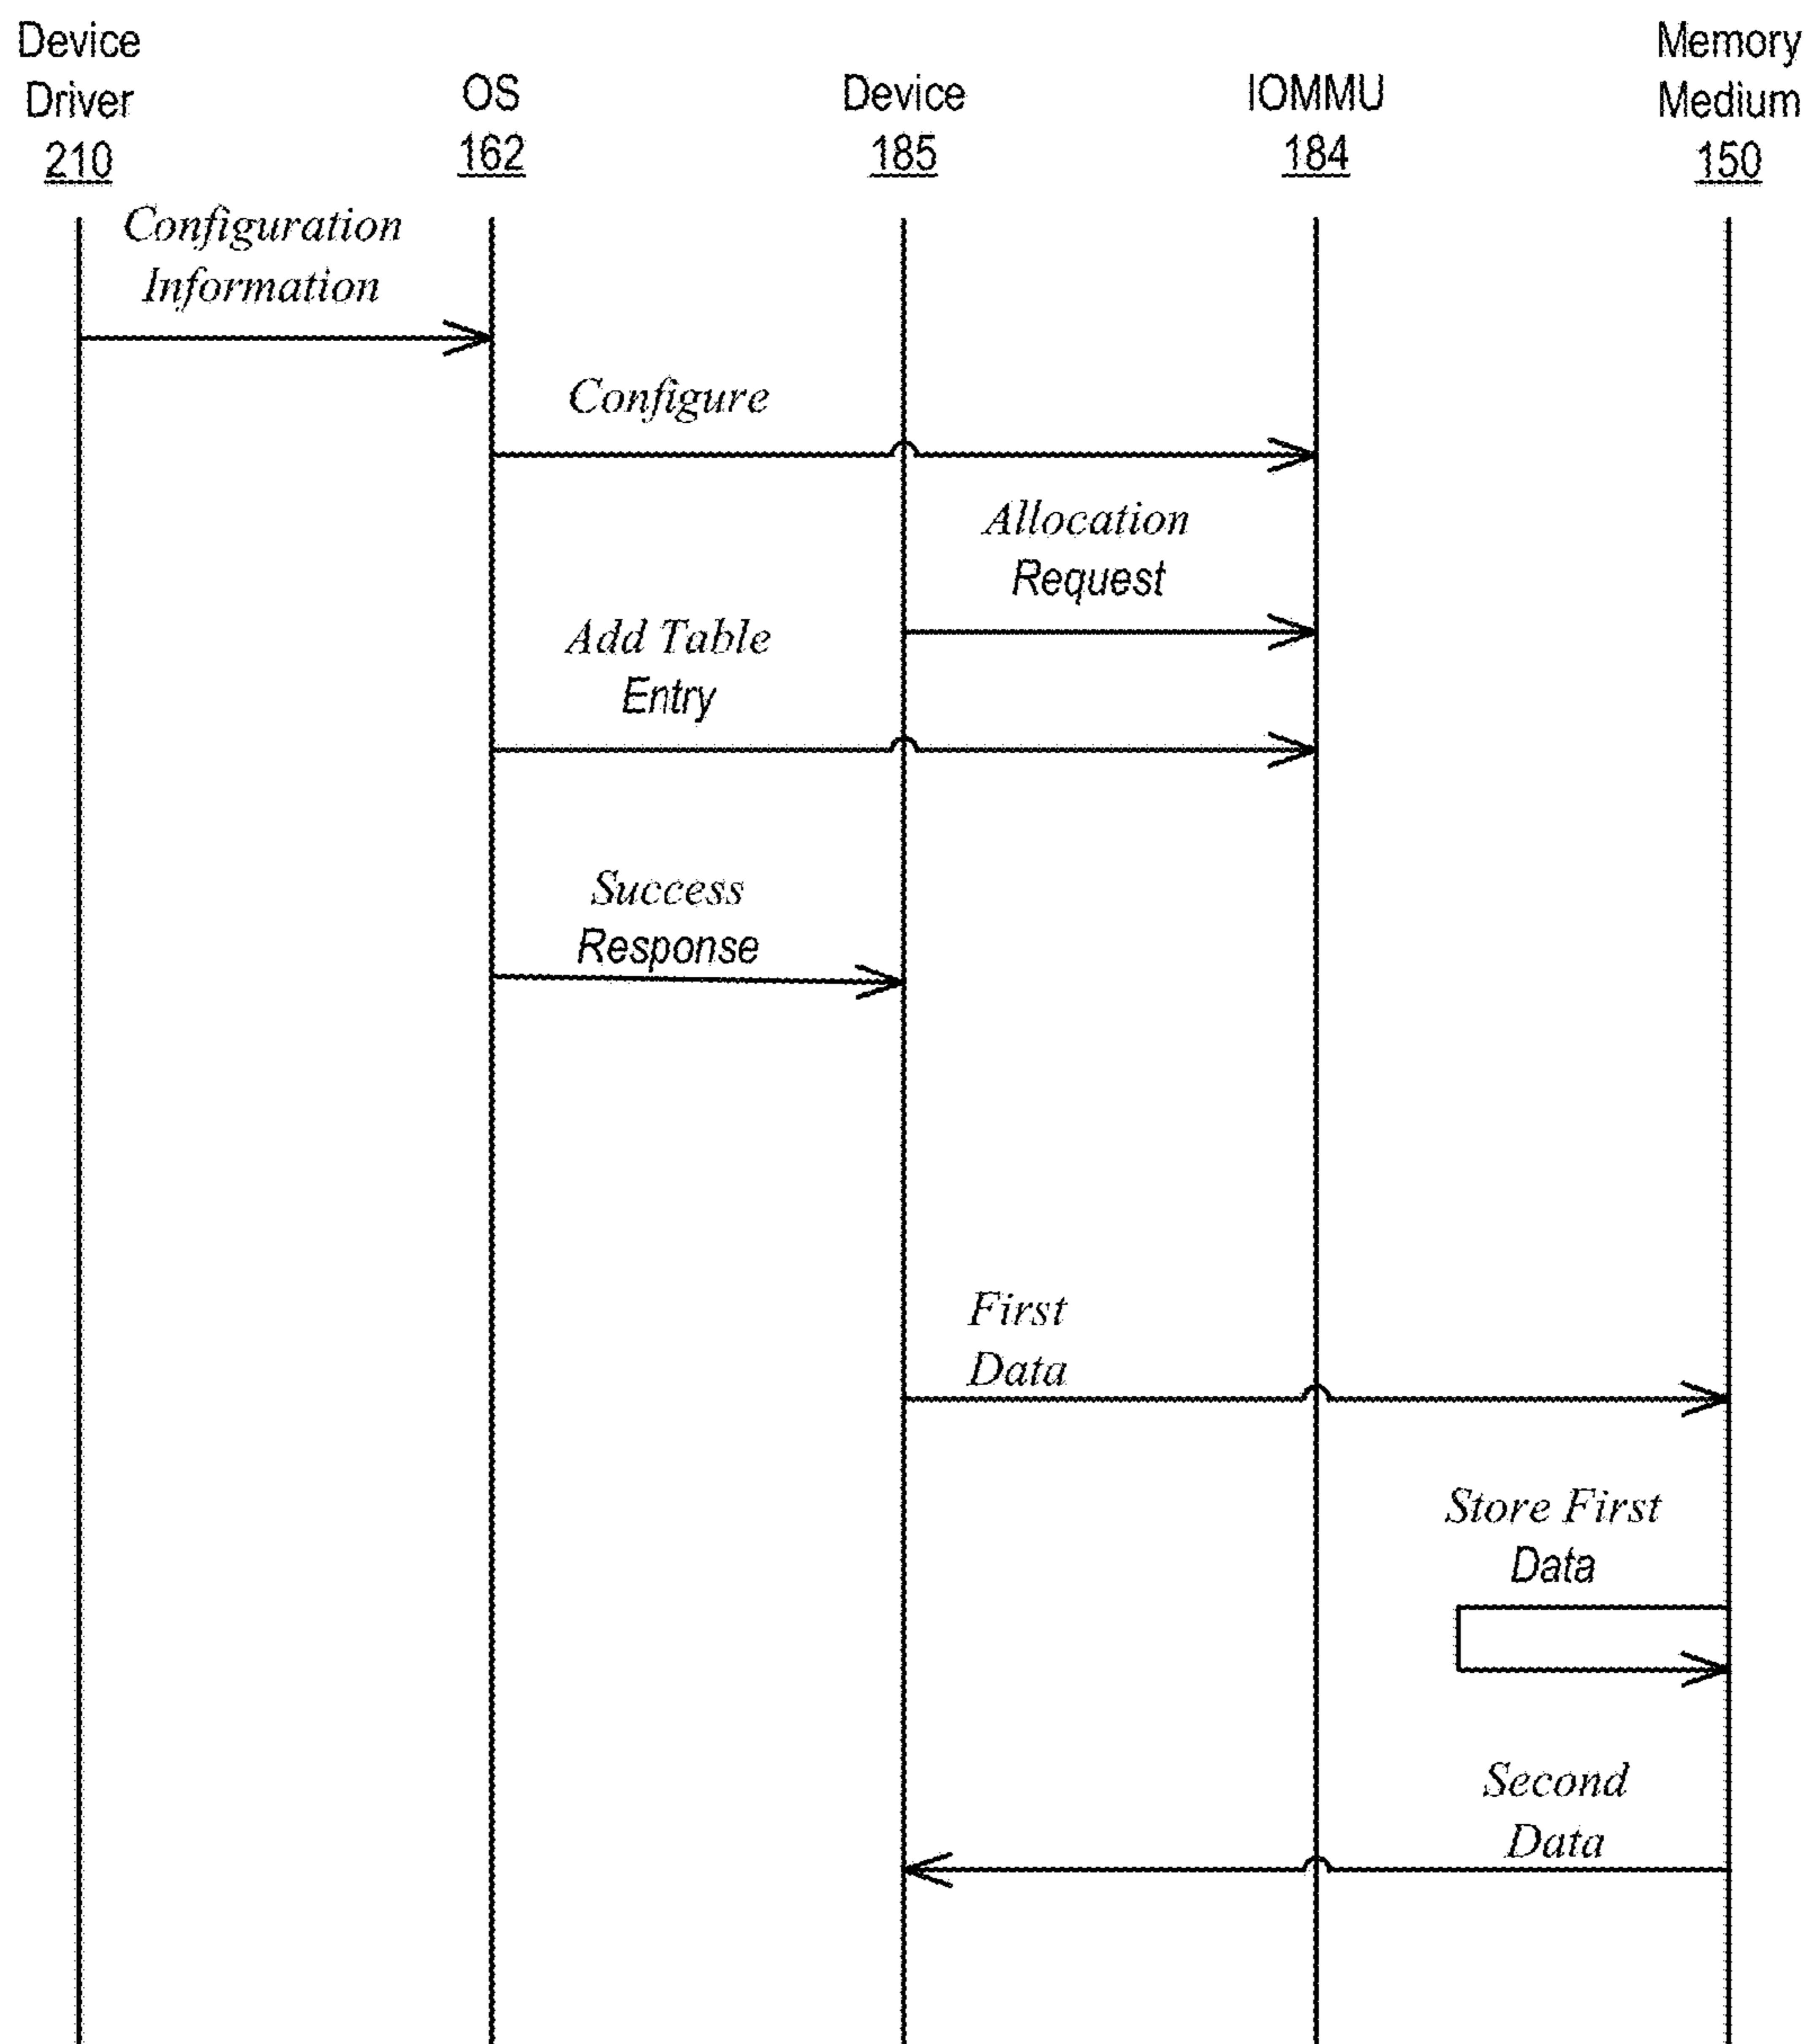 Device
Driver
210
OS
162
Device
185
IOMMU
184
Memory
Medium
150
Configuration
Information
Configure
Allocation
Request
Add Table
Entry
Success
Response
First
Data
Store First
Data
Second
Data